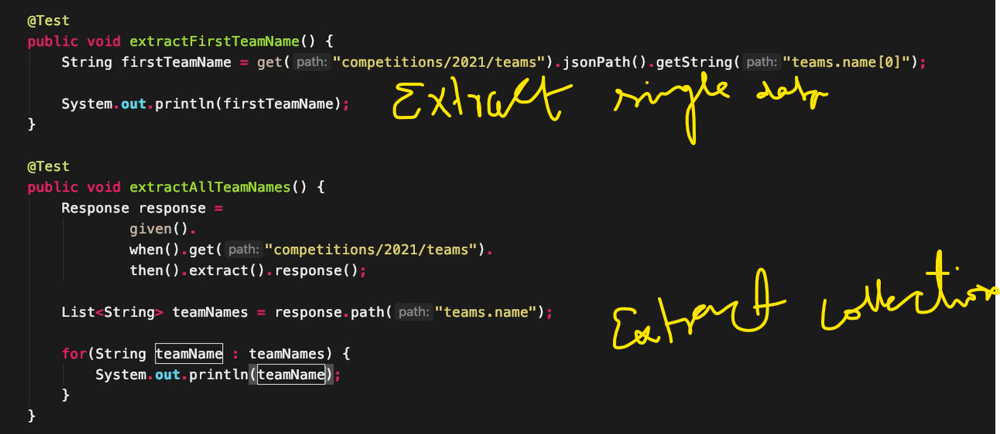 @Test
public void extractFirstTeamName() {
String firstTeamName = get( path: "competitions/2021/teams").jsonPath().getString( path: "teams.name[0]");
System.out.println(firstTeamName);
Extract single data
}
@Test
public void extractAllTeamNames() {
Response response =
given().
when().get( path: "competitions/2021/teams").
then().extract().response();
List<String> teamNames = response.path( path: "teams.name");
Extract collection
for(String teamName : teamNames) {
System.out.println(teamName);
}
}